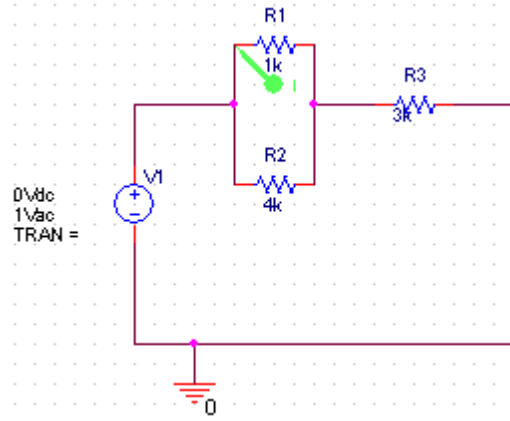 R1
1k
I
R3
3k
R2
4k
V1
+
−
0Vdc
1Vac
TRAN =
0